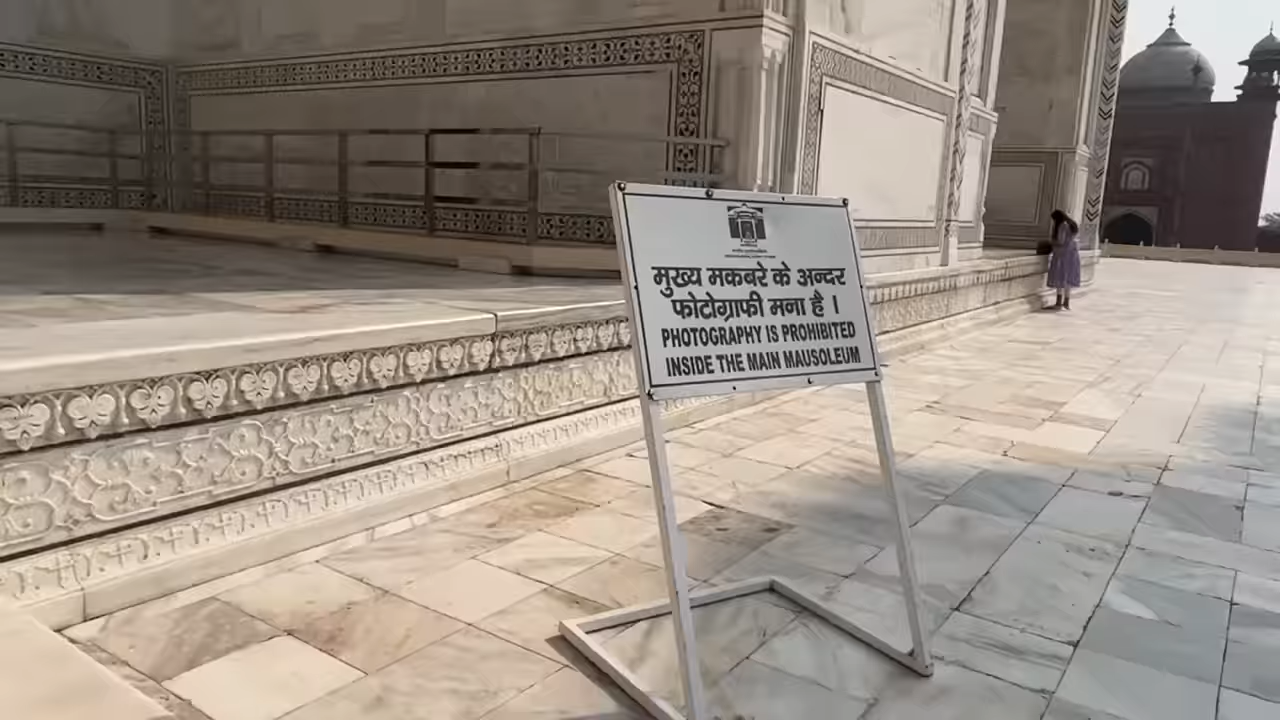 मुख्य मकबरे के अन्दर
फोटोग्राफी मना है ।
PHOTOGRAPHY IS PROHIBITED
INSIDE THE MAIN MAUSOLEUM